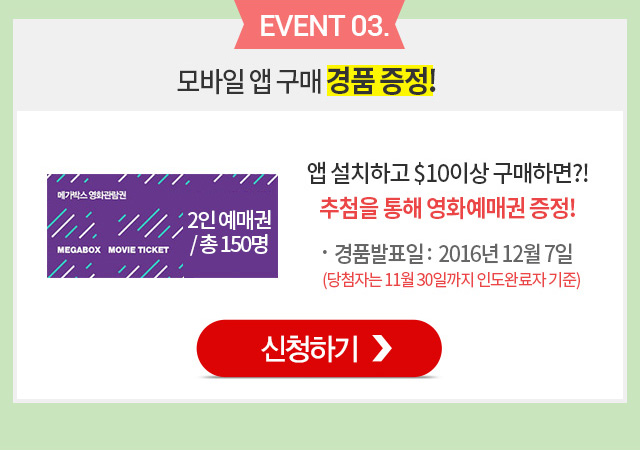 EVENT 03.
모바일 앱 구매 경품 증정!
메가박스 영화관람권
2인 예매권
/ 총 150명
MEGABOX MOVIE TICKET
앱 설치하고 $10이상 구매하면?!
추첨을 통해 영화예매권 증정!
· 경품발표일 : 2016년 12월 7일
(당첨자는 11월 30일까지 인도완료자 기준)
신청하기 ❯